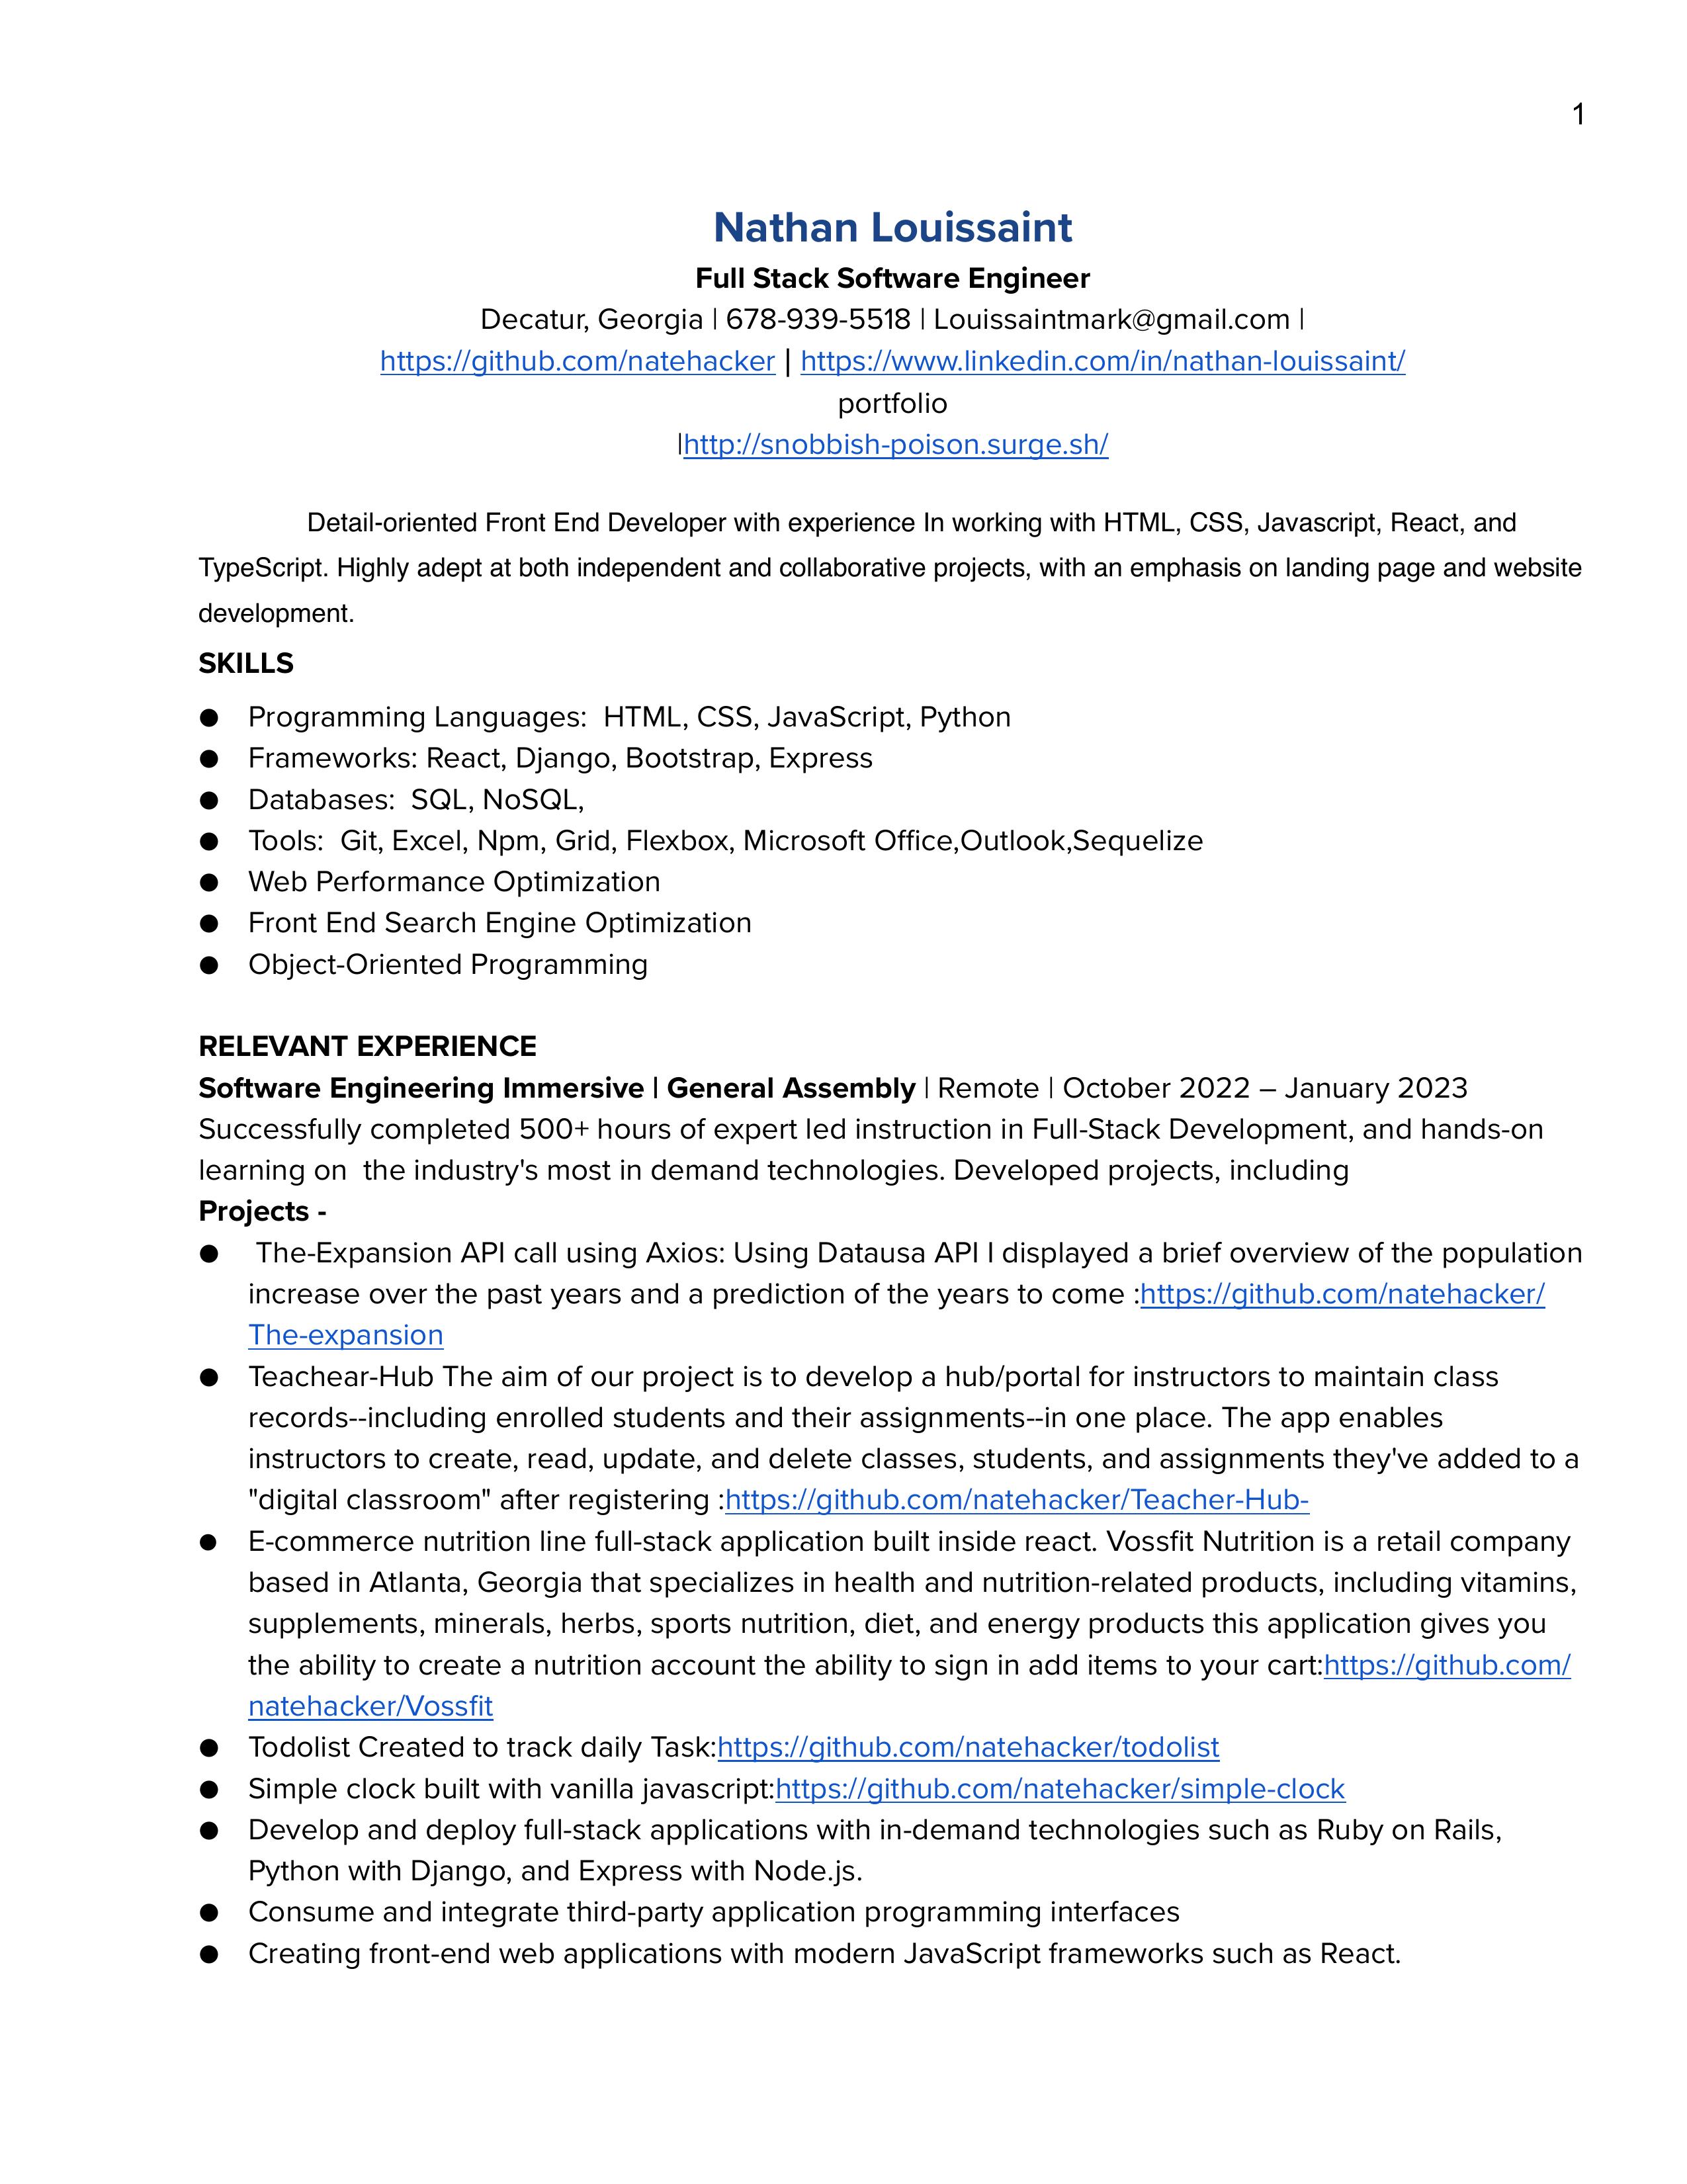 1
Nathan Louissaint
Full Stack Software Engineer
Decatur, Georgia | 678-939-5518 | Louissaintmark@gmail.com |
https://github.com/natehacker | https://www.linkedin.com/in/nathan-louissaint/
portfolio
|http://snobbish-poison.surge.sh/
Detail-oriented Front End Developer with experience In working with HTML, CSS, Javascript, React, and
TypeScript. Highly adept at both independent and collaborative projects, with an emphasis on landing page and website
development.
SKILLS
● Programming Languages:  HTML, CSS, JavaScript, Python
● Frameworks: React, Django, Bootstrap, Express
● Databases:  SQL, NoSQL,
● Tools:  Git, Excel, Npm, Grid, Flexbox, Microsoft Office,Outlook,Sequelize
● Web Performance Optimization
● Front End Search Engine Optimization
● Object-Oriented Programming
RELEVANT EXPERIENCE
Software Engineering Immersive | General Assembly | Remote | October 2022 – January 2023
Successfully completed 500+ hours of expert led instruction in Full-Stack Development, and hands-on
learning on  the industry's most in demand technologies. Developed projects, including
Projects -
● The-Expansion API call using Axios: Using Datausa API I displayed a brief overview of the population
increase over the past years and a prediction of the years to come :https://github.com/natehacker/
The-expansion
● Teachear-Hub The aim of our project is to develop a hub/portal for instructors to maintain class
records--including enrolled students and their assignments--in one place. The app enables
instructors to create, read, update, and delete classes, students, and assignments they've added to a
"digital classroom" after registering :https://github.com/natehacker/Teacher-Hub-
● E-commerce nutrition line full-stack application built inside react. Vossfit Nutrition is a retail company
based in Atlanta, Georgia that specializes in health and nutrition-related products, including vitamins,
supplements, minerals, herbs, sports nutrition, diet, and energy products this application gives you
the ability to create a nutrition account the ability to sign in add items to your cart:https://github.com/
natehacker/Vossfit
● Todolist Created to track daily Task:https://github.com/natehacker/todolist
● Simple clock built with vanilla javascript:https://github.com/natehacker/simple-clock
● Develop and deploy full-stack applications with in-demand technologies such as Ruby on Rails,
Python with Django, and Express with Node.js.
● Consume and integrate third-party application programming interfaces
● Creating front-end web applications with modern JavaScript frameworks such as React.